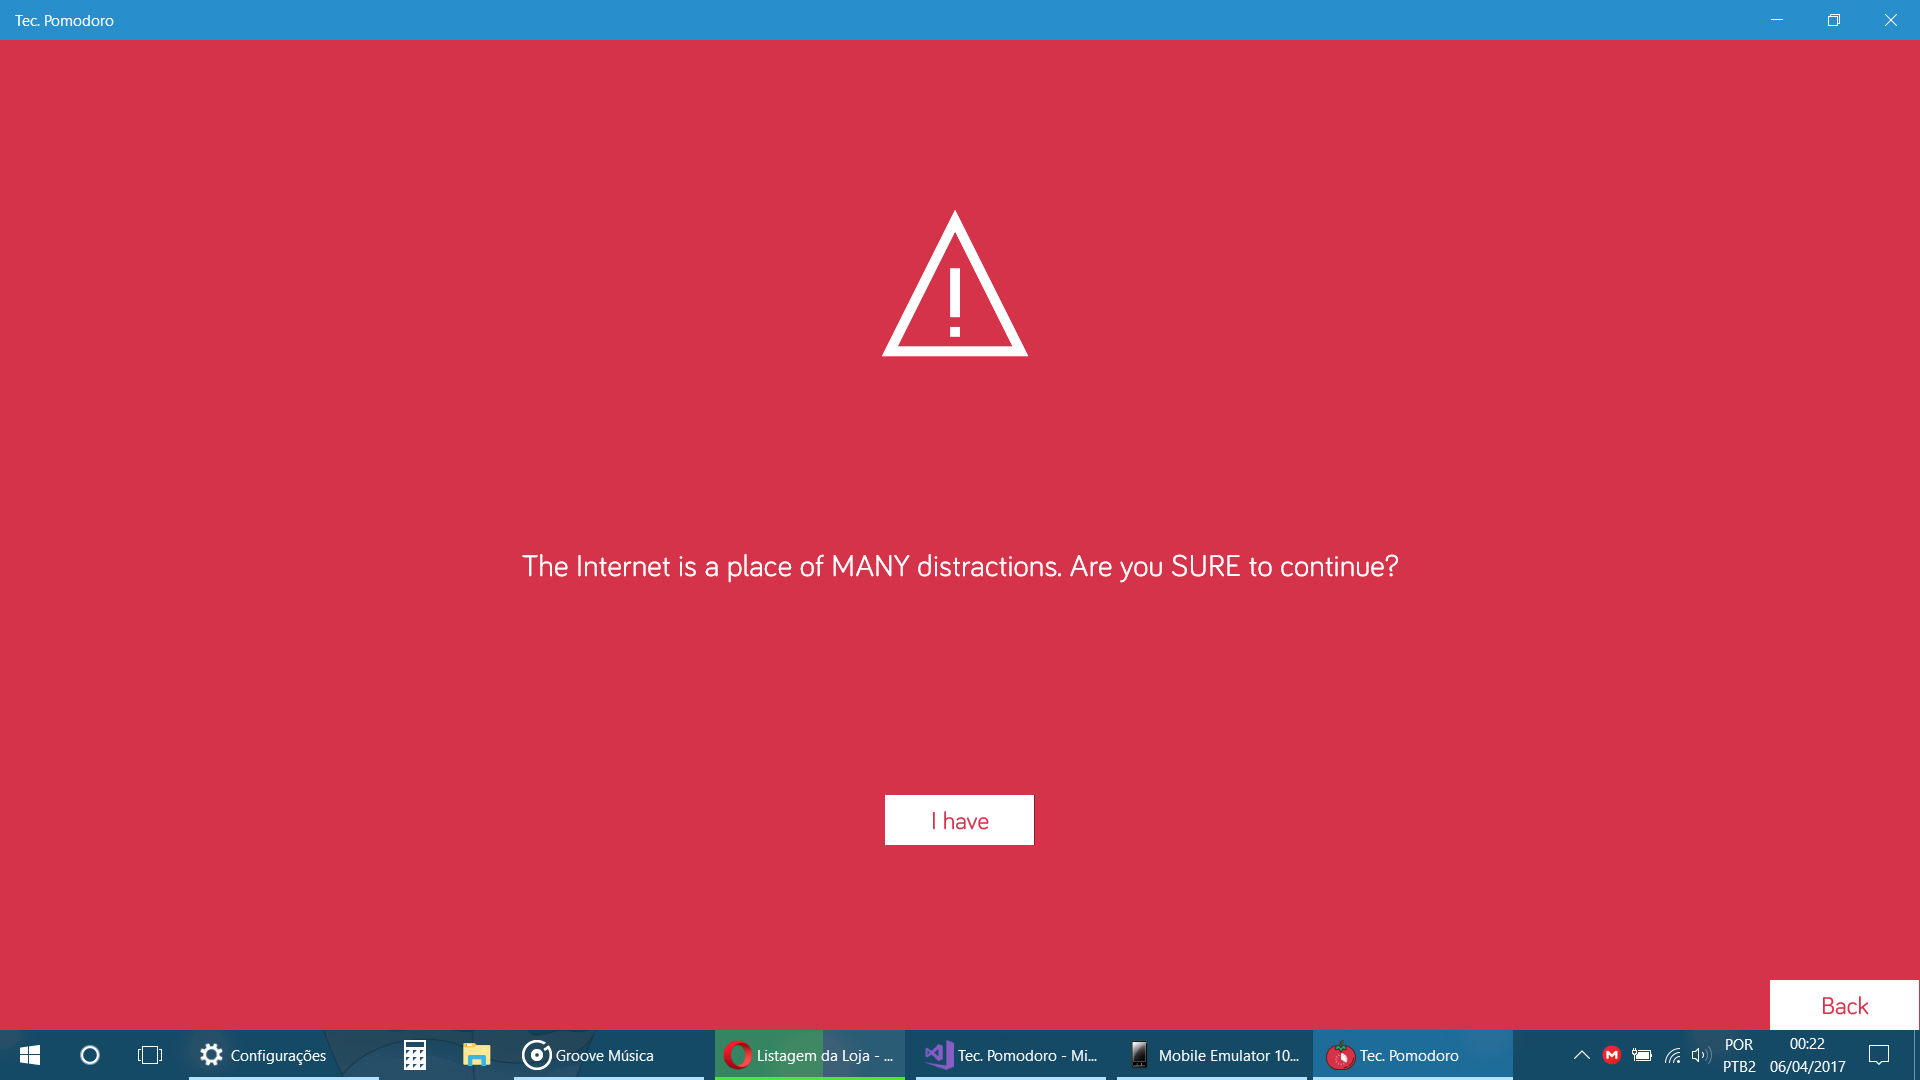 Tec. Pomodoro
The Internet is a place of MANY distractions. Are you SURE to continue?
I have
Back
Configurações
Groove Música
Listagem da Loja - ...
Tec. Pomodoro - Mi...
Mobile Emulator 10...
Tec. Pomodoro
POR
PTB2
00:22
06/04/2017